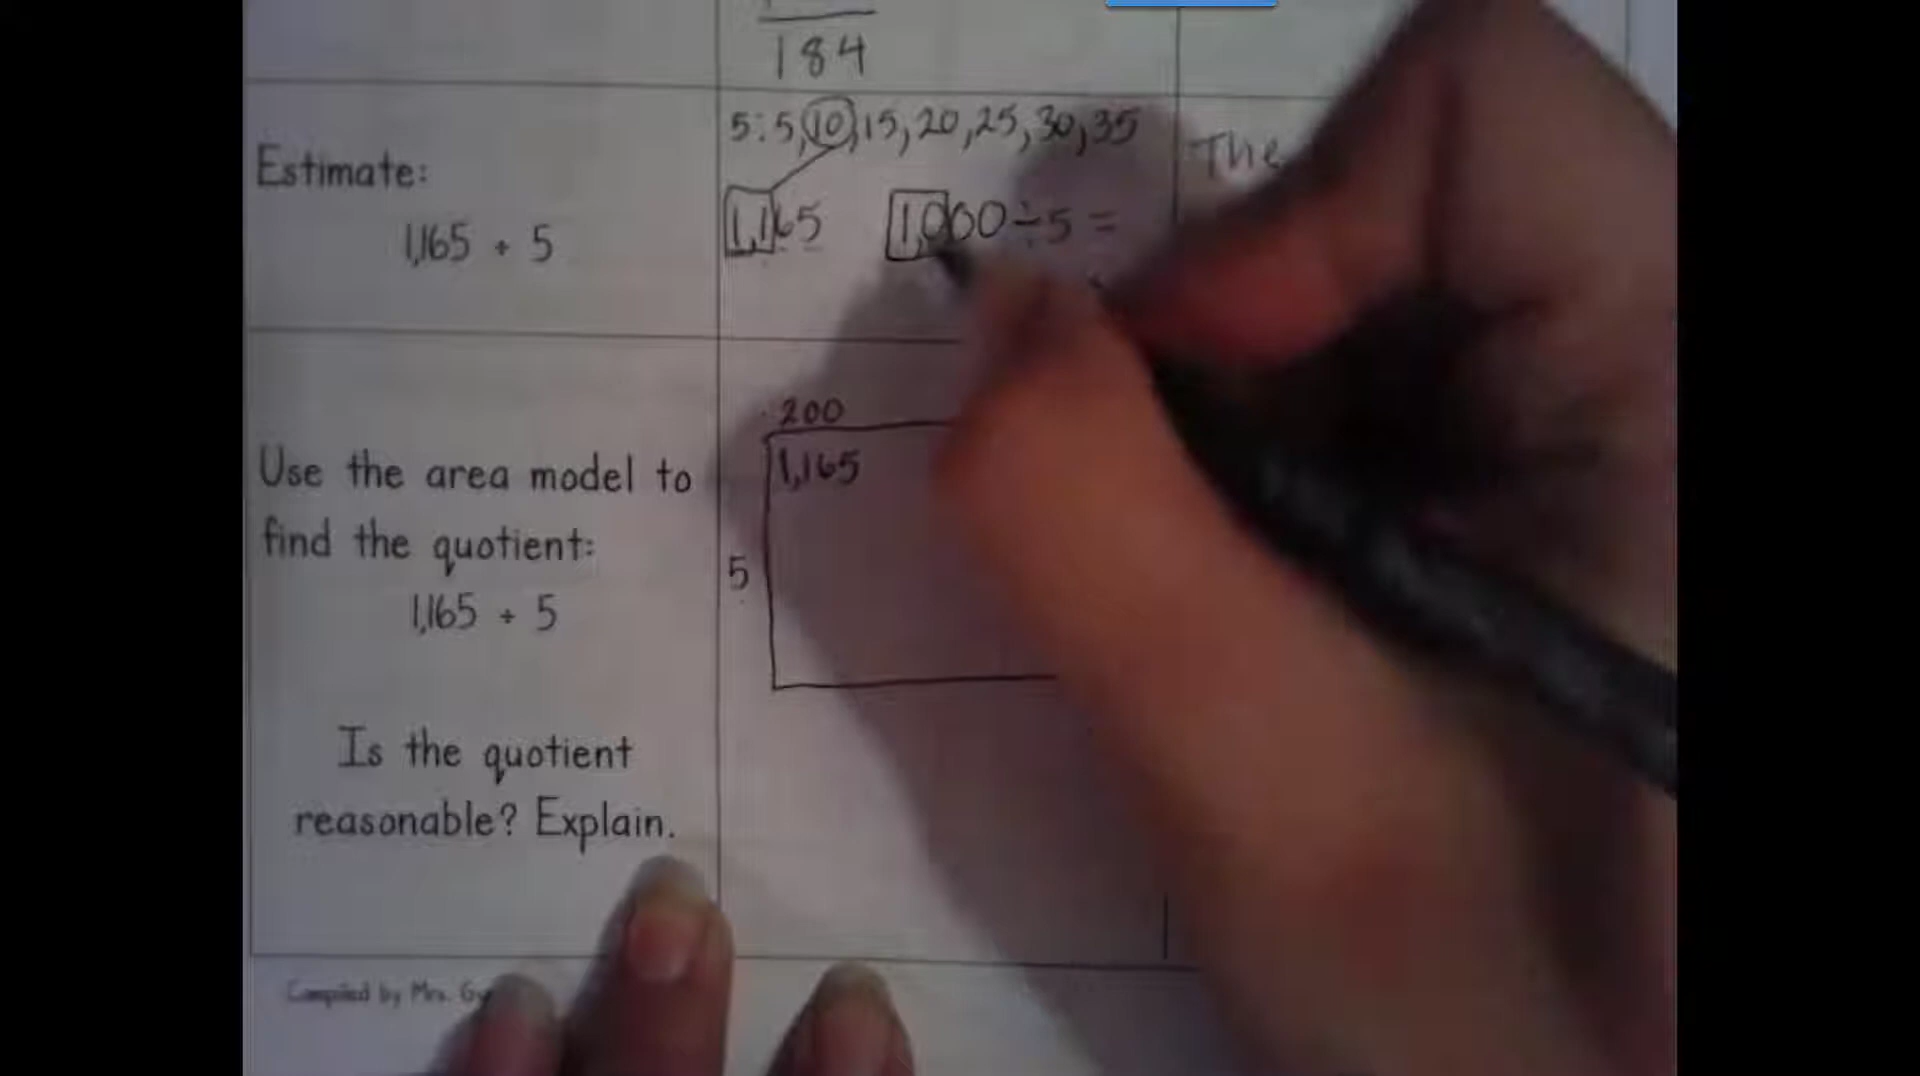 184
Estimate:
1,165 ÷ 5
5:5,10,15,20,25,30,35
1,165
1,000÷5=
The
Use the area model to
find the quotient:
1,165 ÷ 5
200
1,165
5
Is the quotient
reasonable? Explain.
Compiled by Mrs.